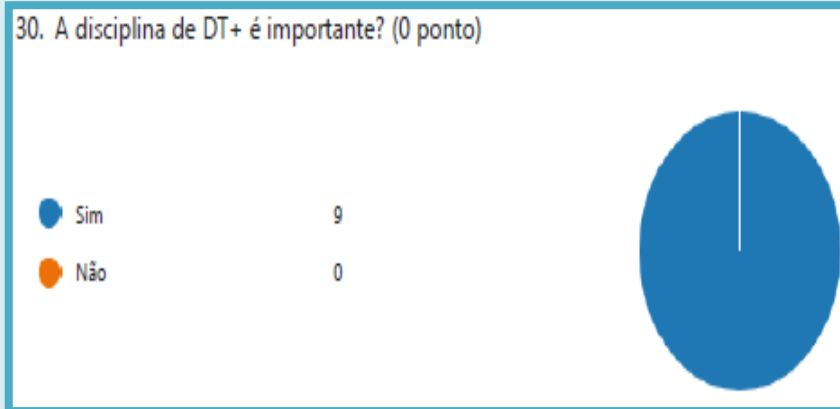 30. A disciplina de DT+ é importante? (0 ponto)
Sim 9
Não 0